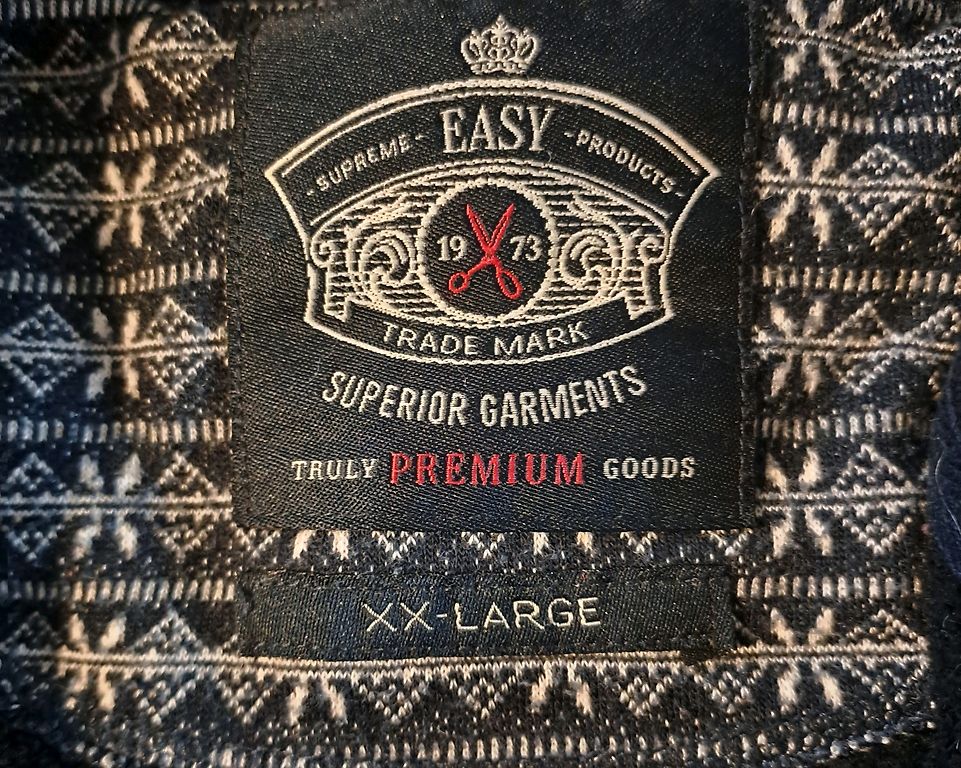 -SUPREME- EASY -PRODUCTS-
19 73
TRADE MARK
SUPERIOR GARMENTS
TRULY PREMIUM GOODS
XX-LARGE